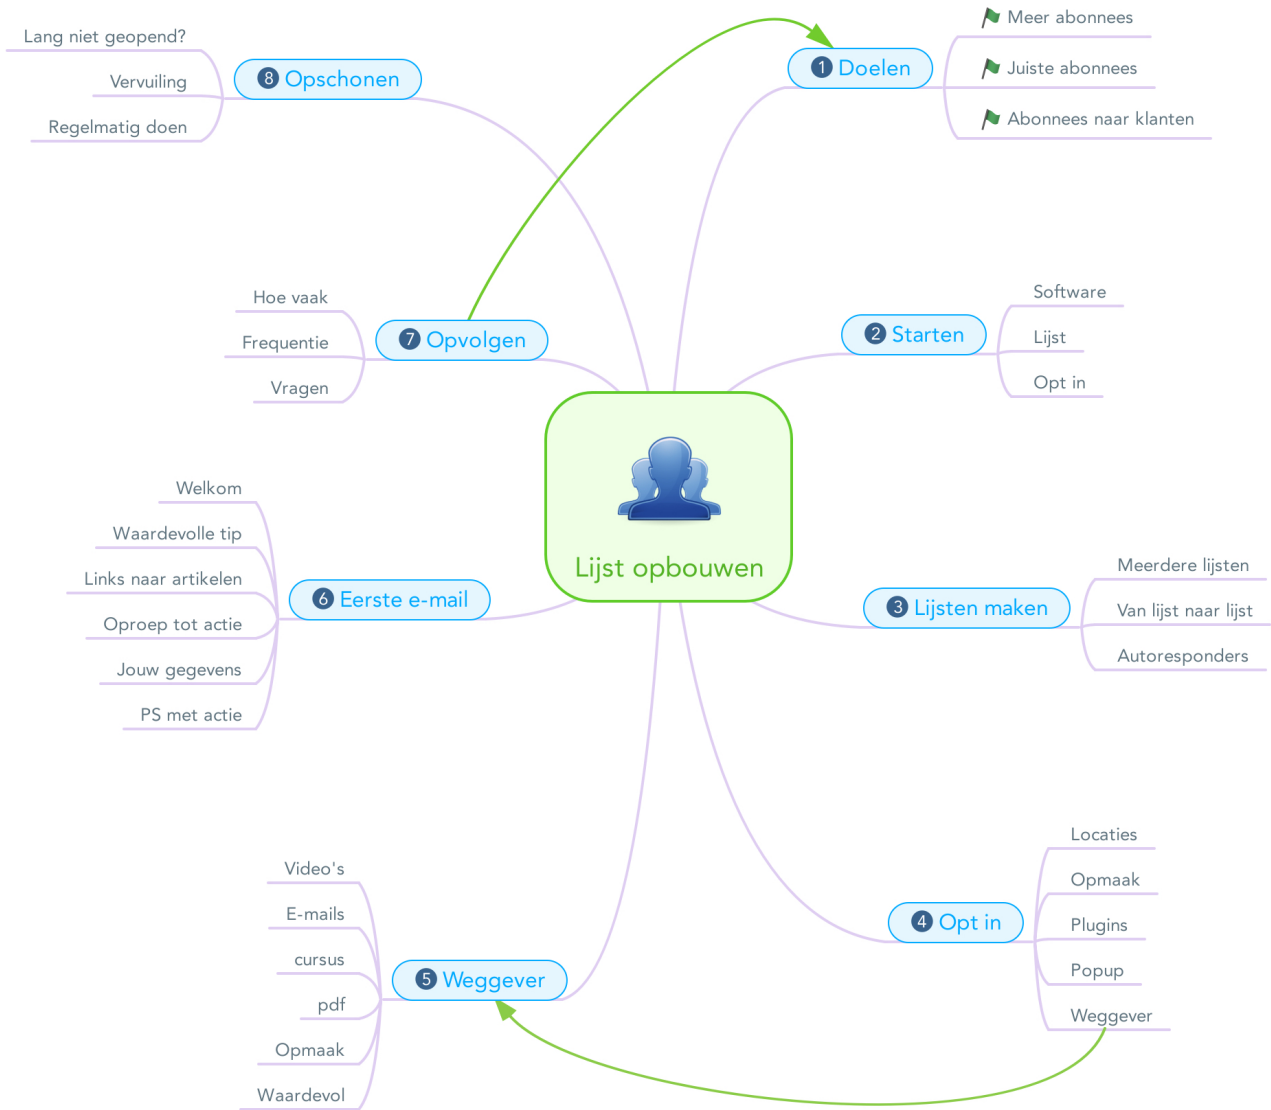 Lijst opbouwen
1 Doelen
Meer abonnees
Juiste abonnees
Abonnees naar klanten
2 Starten
Software
Lijst
Opt in
3 Lijsten maken
Meerdere lijsten
Van lijst naar lijst
Autoresponders
4 Opt in
Locaties
Opmaak
Plugins
Popup
Weggever
5 Weggever
Video's
E-mails
cursus
pdf
Opmaak
Waardevol
6 Eerste e-mail
Welkom
Waardevolle tip
Links naar artikelen
Oproep tot actie
Jouw gegevens
PS met actie
7 Opvolgen
Hoe vaak
Frequentie
Vragen
8 Opschonen
Lang niet geopend?
Vervuiling
Regelmatig doen